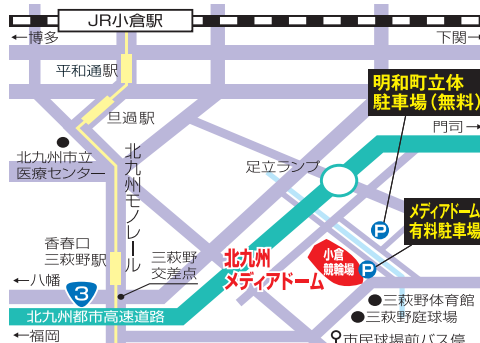 JR小倉駅
←博多
下関→
平和通駅
明和町立体
駐車場(無料)
旦過駅
門司→
北九州市立
医療センター
北九州モノレール
足立ランプ
メディアドーム
有料駐車場
P
香春口
三萩野駅
三萩野
交差点
北九州
メディアドーム
小倉
競輪場
P
←八幡
3
三萩野体育館
北九州都市高速道路
三萩野庭球場
←福岡
市民球場前バス停